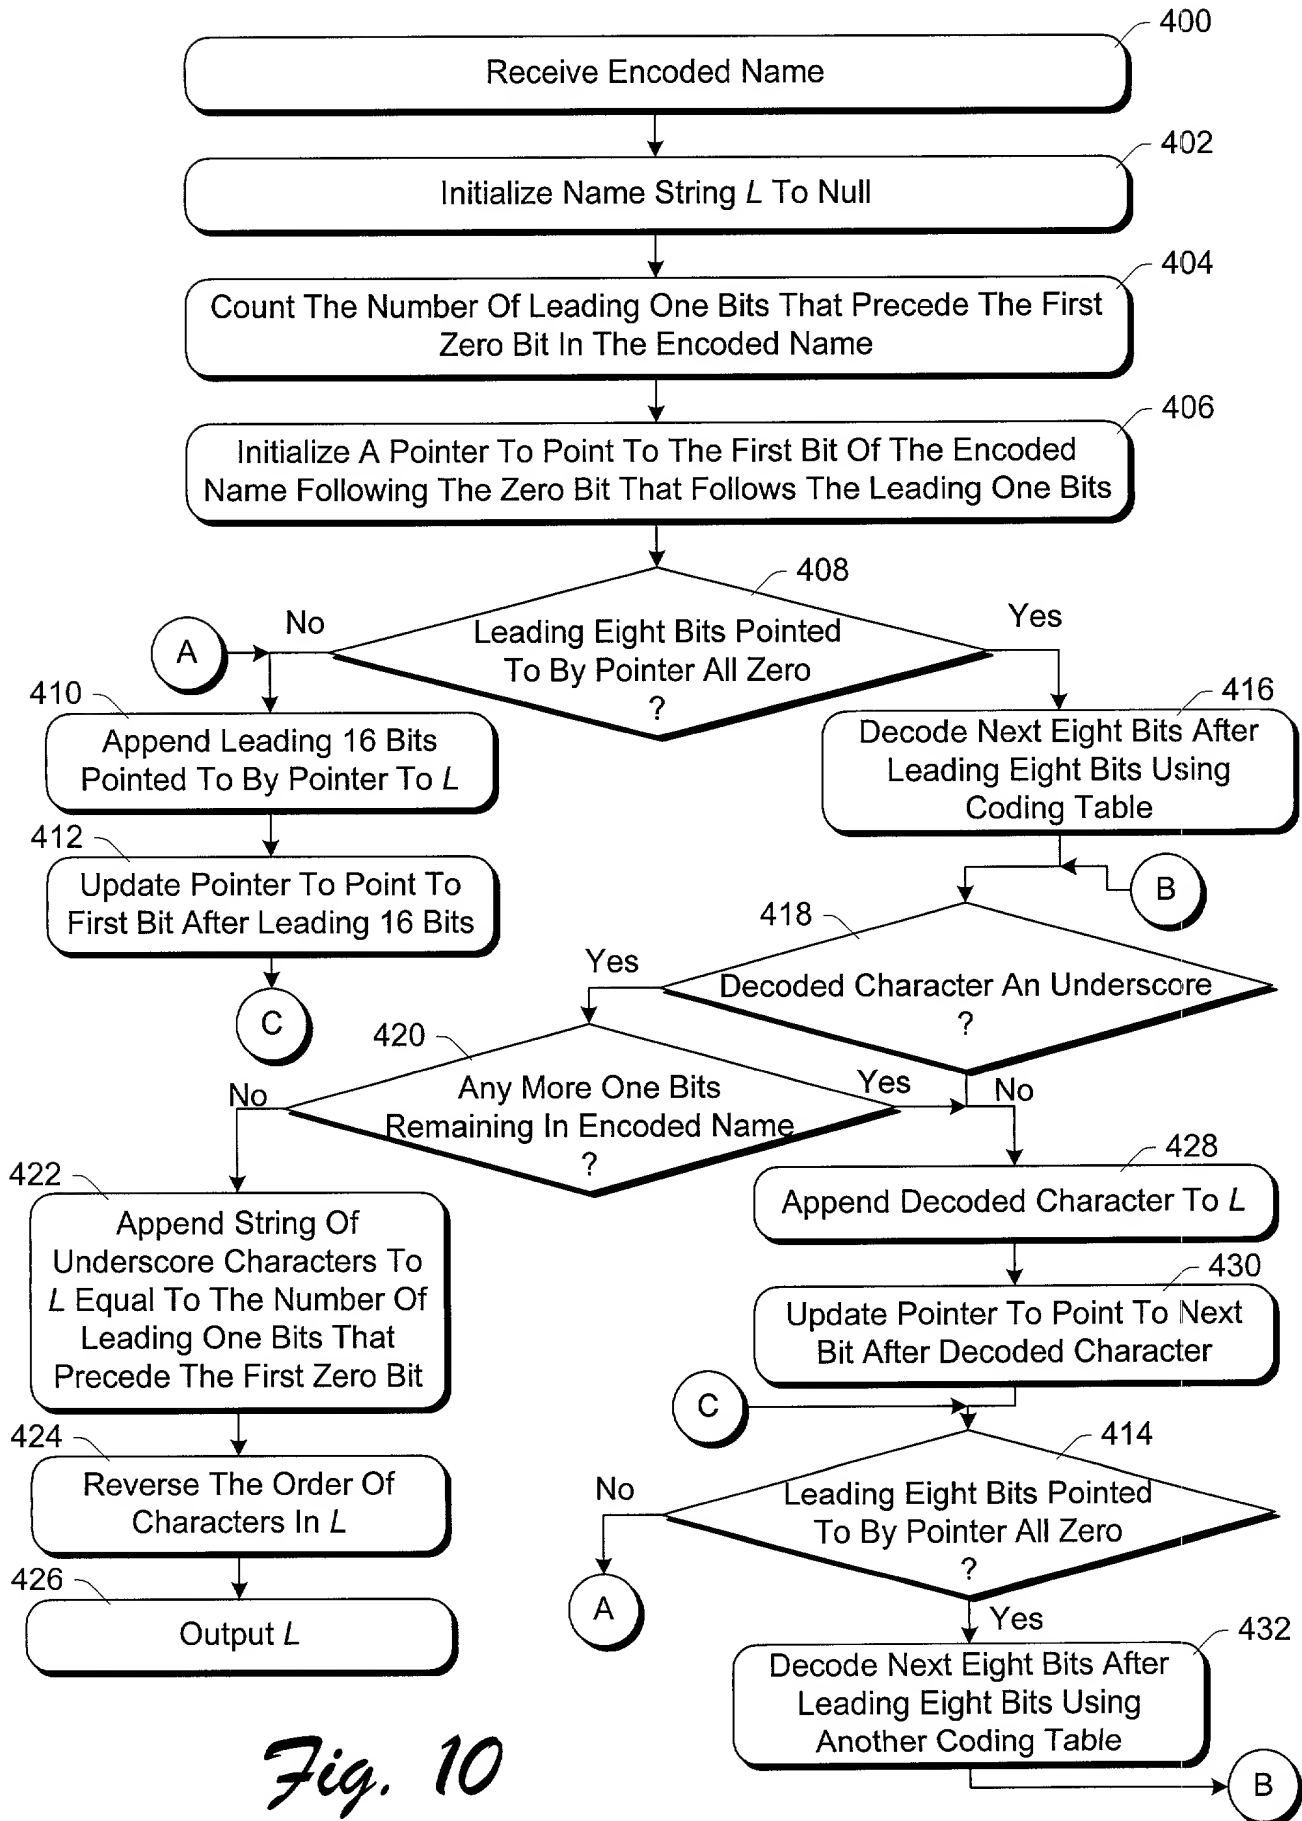 400
Receive Encoded Name
402
Initialize Name String L To Null
404
Count The Number Of Leading One Bits That Precede The First
Zero Bit In The Encoded Name
406
Initialize A Pointer To Point To The First Bit Of The Encoded
Name Following The Zero Bit That Follows The Leading One Bits
408
Leading Eight Bits Pointed
To By Pointer All Zero
?
No
Yes
A
410
Append Leading 16 Bits
Pointed To By Pointer To L
412
Update Pointer To Point To
First Bit After Leading 16 Bits
C
416
Decode Next Eight Bits After
Leading Eight Bits Using
Coding Table
B
418
Decoded Character An Underscore
?
Yes
No
420
Any More One Bits
Remaining In Encoded Name
?
No
Yes
422
Append String Of
Underscore Characters To
L Equal To The Number Of
Leading One Bits That
Precede The First Zero Bit
424
Reverse The Order Of
Characters In L
426
Output L
428
Append Decoded Character To L
430
Update Pointer To Point To Next
Bit After Decoded Character
C
414
Leading Eight Bits Pointed
To By Pointer All Zero
?
No
A
Yes
432
Decode Next Eight Bits After
Leading Eight Bits Using
Another Coding Table
B
Fig. 10